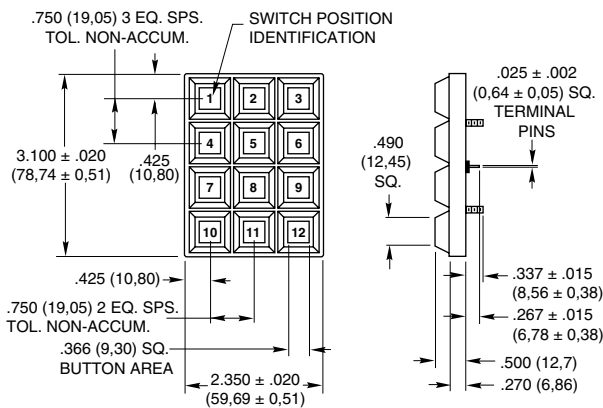 .750 (19,05) 3 EQ. SPS.
TOL. NON-ACCUM.
SWITCH POSITION
IDENTIFICATION
1 2 3
4 5 6
7 8 9
10 11 12
3.100 ± .020
(78,74 ± 0,51)
.425
(10,80)
.425 (10,80)
.750 (19,05) 2 EQ. SPS.
TOL. NON-ACCUM.
.366 (9,30) SQ.
BUTTON AREA
2.350 ± .020
(59,69 ± 0,51)
.025 ± .002
(0,64 ± 0,05) SQ.
TERMINAL
PINS
.490
(12,45)
SQ.
.337 ± .015
(8,56 ± 0,38)
.267 ± .015
(6,78 ± 0,38)
.500 (12,7)
.270 (6,86)